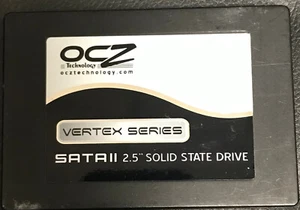 OCZ
Technology
ocztechnology.com
VERTEX SERIES
SATAII 2.5" SOLID STATE DRIVE